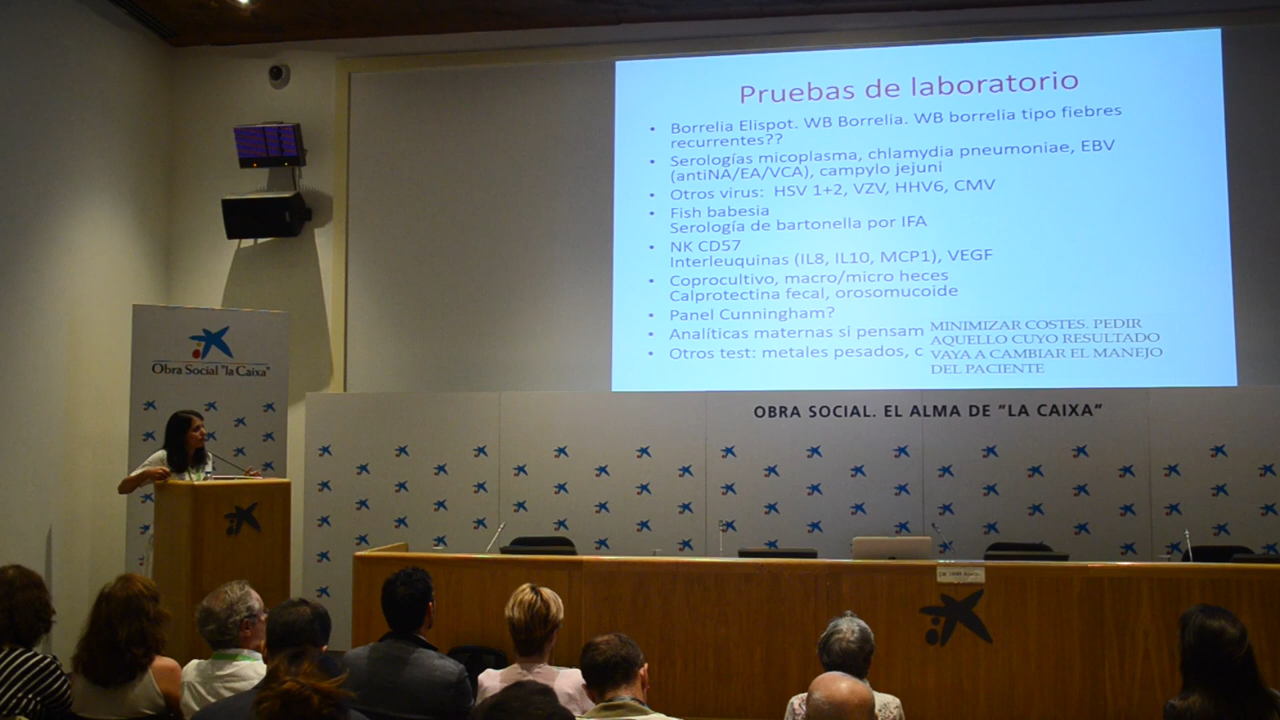 Pruebas de laboratorio
• Borrelia Elispot. WB Borrelia. WB borrelia tipo fiebres
recurrentes??
• Serologías micoplasma, chlamydia pneumoniae, EBV
(antiNA/EA/VCA), campylo jejuni
• Otros virus: HSV 1+2, VZV, HHV6, CMV
• Fish babesia
Serología de bartonella por IFA
• NK CD57
Interleuquinas (IL8, IL10, MCP1), VEGF
• Coprocultivo, macro/micro heces
Calprotectina fecal, orosomucoide
• Panel Cunningham?
• Analíticas maternas si pensam
• Otros test: metales pesados, c
MINIMIZAR COSTES. PEDIR
AQUELLO CUYO RESULTADO
VAYA A CAMBIAR EL MANEJO
DEL PACIENTE
Obra Social "la Caixa"
OBRA SOCIAL. EL ALMA DE "LA CAIXA"